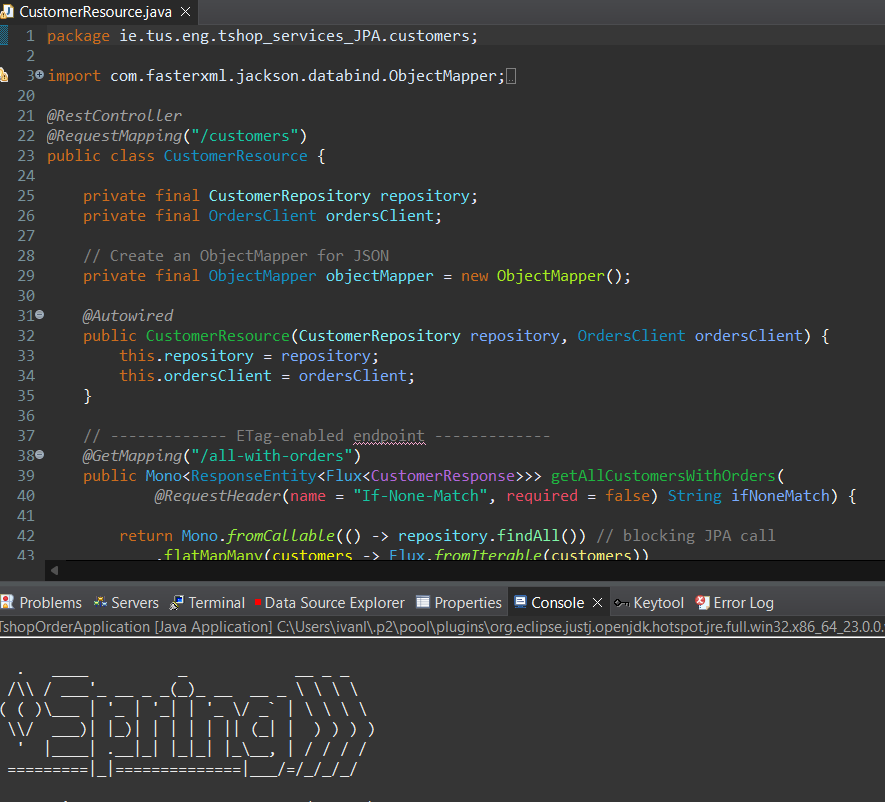 CustomerResource.java
1 package ie.tus.eng.tshop_services_JPA.customers;
2
3 import com.fasterxml.jackson.databind.ObjectMapper;
20
21 @RestController
22 @RequestMapping("/customers")
23 public class CustomerResource {
24
25     private final CustomerRepository repository;
26     private final OrdersClient ordersClient;
27
28     // Create an ObjectMapper for JSON
29     private final ObjectMapper objectMapper = new ObjectMapper();
30
31     @Autowired
32     public CustomerResource(CustomerRepository repository, OrdersClient ordersClient) {
33         this.repository = repository;
34         this.ordersClient = ordersClient;
35     }
36
37     // ------------- ETag-enabled endpoint -------------
38     @GetMapping("/all-with-orders")
39     public Mono<ResponseEntity<Flux<CustomerResponse>>> getAllCustomersWithOrders(
40             @RequestHeader(name = "If-None-Match", required = false) String ifNoneMatch) {
41
42         return Mono.fromCallable(() -> repository.findAll()) // blocking JPA call
43             .flatMapMany(customers -> Flux.fromIterable(customers))
Problems Servers Terminal Data Source Explorer Properties Console Keytool Error Log
TshopOrderApplication [Java Application] C:\Users\ivanl\.p2\pool\plugins\org.eclipse.justj.openjdk.hotspot.jre.full.win32.x86_64_23.0.0.
  .   ____          _            __ _ _
 /\\ / ___'_ __ _ _(_)_ __  __ _ \ \ \ \
( ( )\___ | '_ | '_| | '_ \/ _` | \ \ \ \
 \\/  ___)| |_)| | | | | || (_| |  ) ) ) )
  '  |____| .__|_| |_|_| |_\__, | / / / /
 =========|_|==============|___/=/_/_/_/